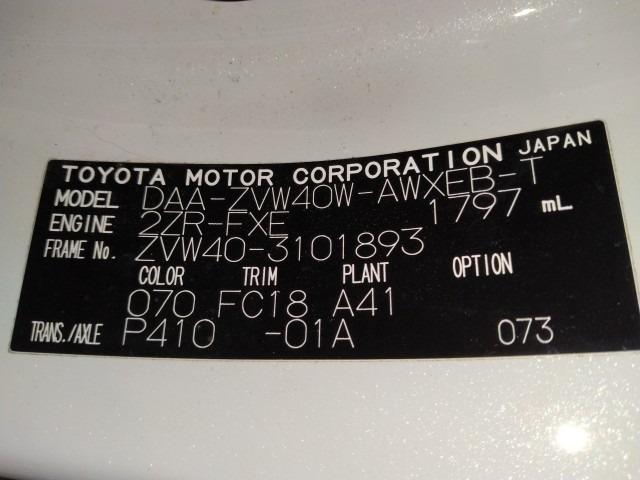 TOYOTA MOTOR CORPORATION JAPAN
MODEL DAA-ZVW40W-AWXEB-T
ENGINE 2ZR-FXE 1797 mL
FRAME No. ZVW40-3101893
COLOR TRIM PLANT OPTION
070 FC18 A41
TRANS./AXLE P410 -01A 073